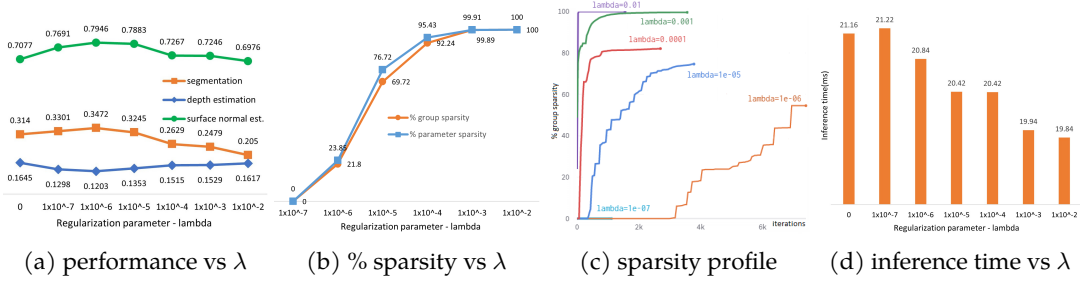 0.7077 0.7691 0.7946 0.7883 0.7267 0.7246 0.6976
segmentation
depth estimation
surface normal est.
0.314 0.3301 0.3472 0.3245 0.2629 0.2479 0.205
0.1645 0.1298 0.1203 0.1353 0.1515 0.1529 0.1617
0 1x10^-7 1x10^-6 1x10^-5 1x10^-4 1x10^-3 1x10^-2
Regularization parameter - lambda
(a) performance vs λ
95.43 99.91 100
92.24 99.89 100
76.72
69.72
% group sparsity
% parameter sparsity
23.85
21.8
0
0
1x10^-7 1x10^-6 1x10^-5 1x10^-4 1x10^-3 1x10^-2
Regularization parameter - lambda
(b) % sparsity vs λ
% group sparsity
100
80
60
40
20
0
lambda=0.01
lambda=0.001
lambda=0.0001
lambda=1e-05
lambda=1e-06
lambda=1e-07
0 2k 4k 6k Iterations
(c) sparsity profile
Inference time(ms)
21.16 21.22 20.84 20.42 20.42 19.94 19.84
0 1x10^-7 1x10^-6 1x10^-5 1x10^-4 1x10^-3 1x10^-2
Regularization parameter - lambda
(d) inference time vs λ